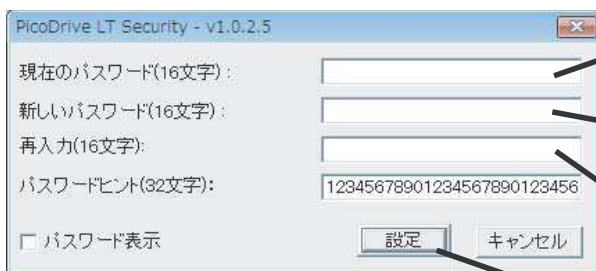 PicoDrive LT Security - v1.0.2.5
現在のパスワード(16文字) :
新しいパスワード(16文字) :
再入力(16文字):
パスワードヒント(32文字): 12345678901234567890123456
パスワード表示 設定 キャンセル